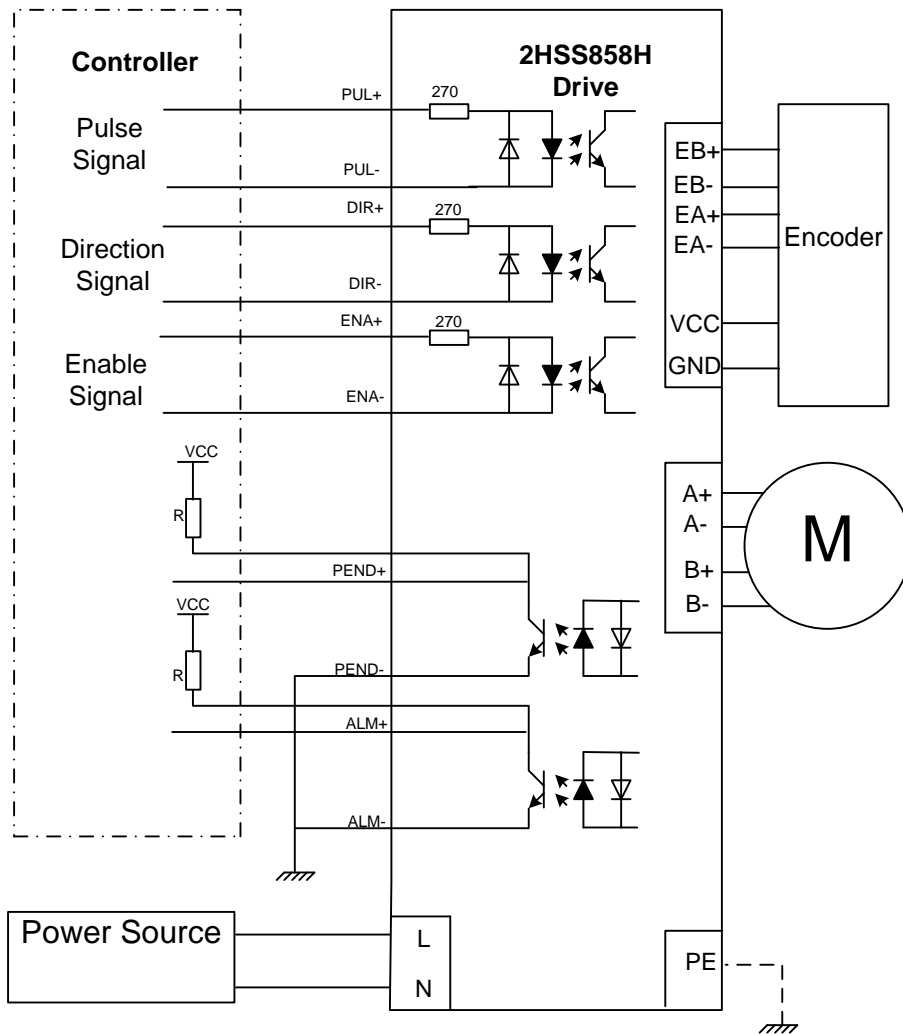 Controller
2HSS858H
Drive
PUL+
270
Pulse
Signal
PUL-
DIR+
270
Direction
Signal
DIR-
ENA+
270
Enable
Signal
ENA-
EB+
EB-
EA+
EA-
VCC
GND
Encoder
VCC
R
PEND+
VCC
R
PEND-
ALM+
ALM-
A+
A-
B+
B-
M
Power Source
L
N
PE